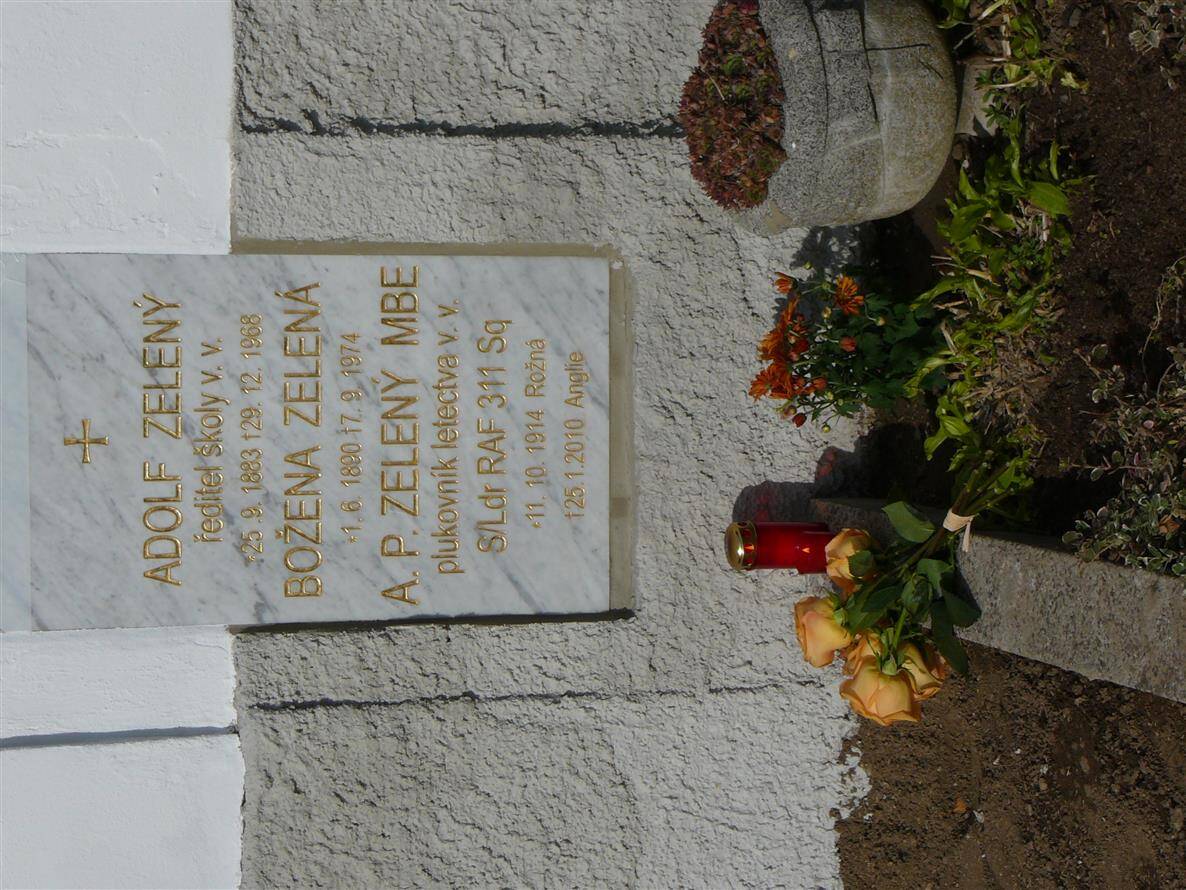 ADOLF ZELENÝ
ředitel školy v. v.
*25 .9. 1883 †29. 12. 1968
BOŽENA ZELENÁ
*1. 6. 1890 †7. 9. 1974
A. P. ZELENÝ MBE
plukovník letectva v. v.
S/Ldr RAF 311 Sq
*11. 10. 1914 Rožná
†25.1.2010 Anglie